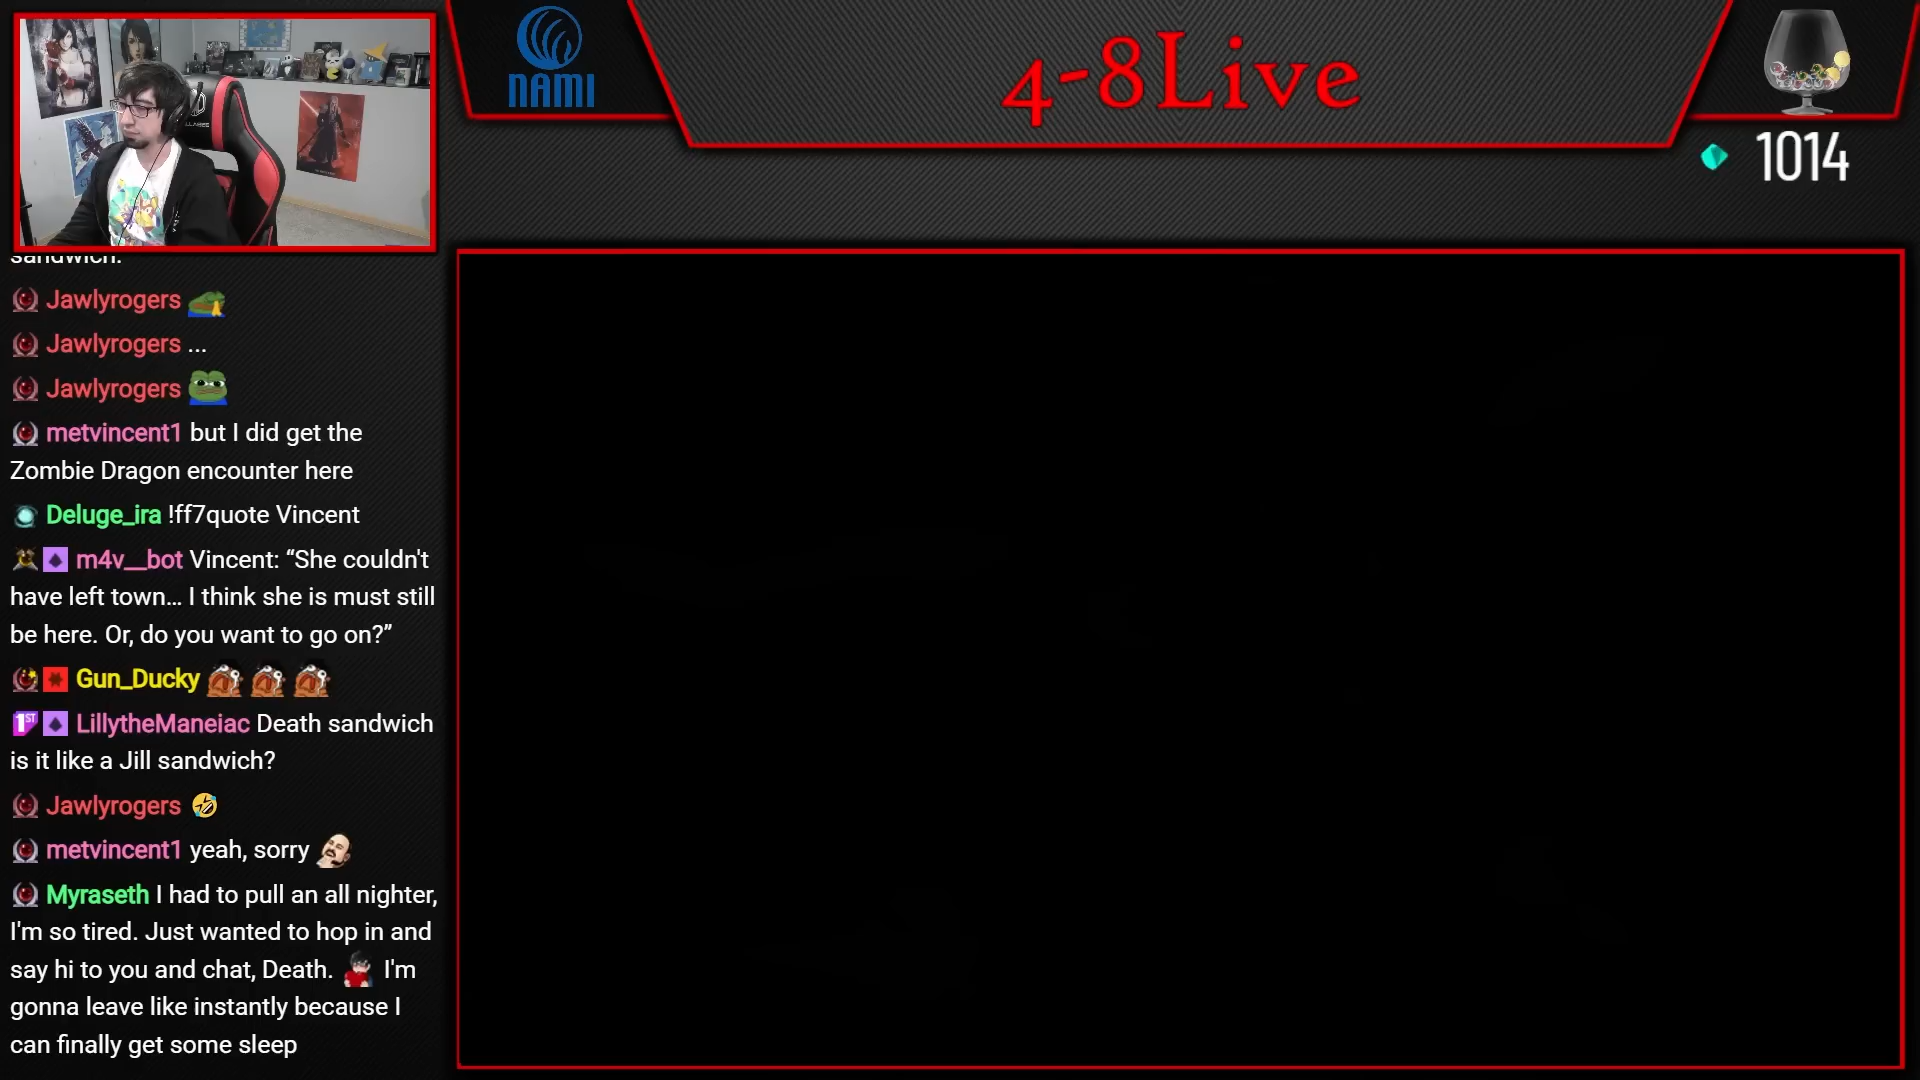 NAMI
4-8Live
1014
sandwich.
Jawlyrogers
Jawlyrogers ...
Jawlyrogers
metvincent1 but I did get the
Zombie Dragon encounter here
Deluge_ira !ff7quote Vincent
m4v__bot Vincent: “She couldn't
have left town… I think she is must still
be here. Or, do you want to go on?”
Gun_Ducky
1ST LillytheManeiac Death sandwich
is it like a Jill sandwich?
Jawlyrogers
metvincent1 yeah, sorry
Myraseth I had to pull an all nighter,
I'm so tired. Just wanted to hop in and
say hi to you and chat, Death. I'm
gonna leave like instantly because I
can finally get some sleep